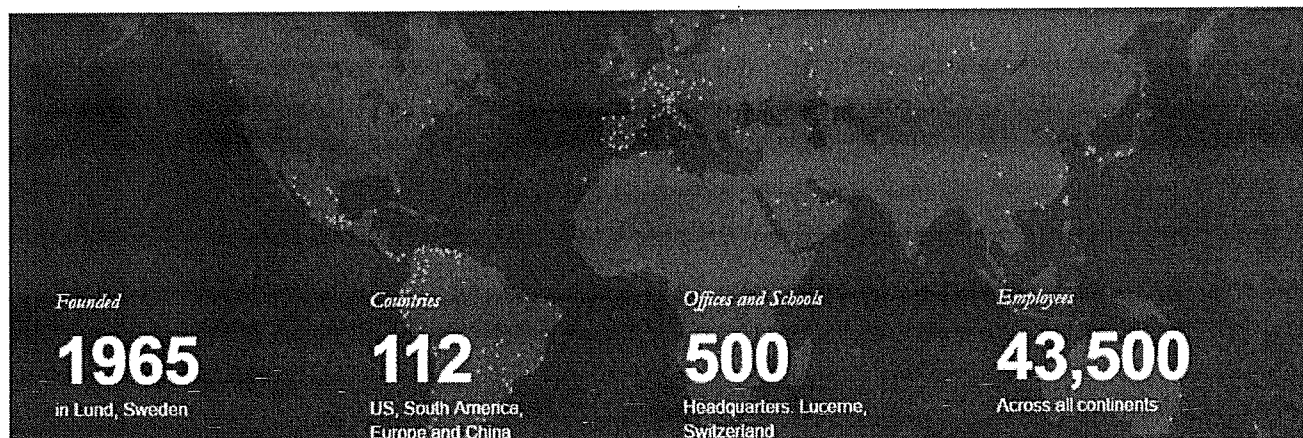 Founded
1965
in Lund, Sweden
Countries
112
US, South America,
Europe and China
Offices and Schools
500
Headquarters. Lucerne,
Switzerland
Employees
43,500
Across all continents